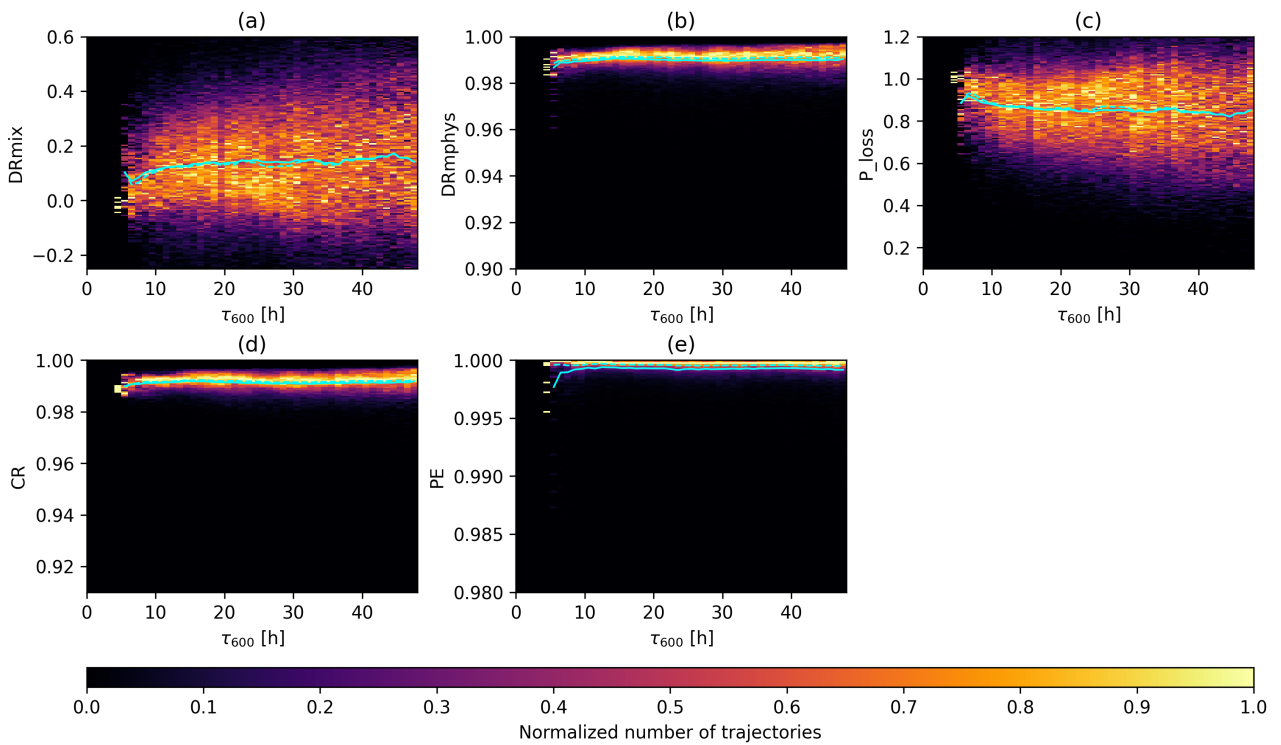 (a)
(b)
(c)
0.6
0.4
0.2
0.0
−0.2
DRmix
0 10 20 30 40
τ600 [h]
1.00
0.98
0.96
0.94
0.92
0.90
DRmphys
0 10 20 30 40
τ600 [h]
1.2
1.0
0.8
0.6
0.4
0.2
P_loss
0 10 20 30 40
τ600 [h]
(d)
(e)
1.00
0.98
0.96
0.94
0.92
CR
0 10 20 30 40
τ600 [h]
1.000
0.995
0.990
0.985
0.980
PE
0 10 20 30 40
τ600 [h]
0.0 0.1 0.2 0.3 0.4 0.5 0.6 0.7 0.8 0.9 1.0
Normalized number of trajectories